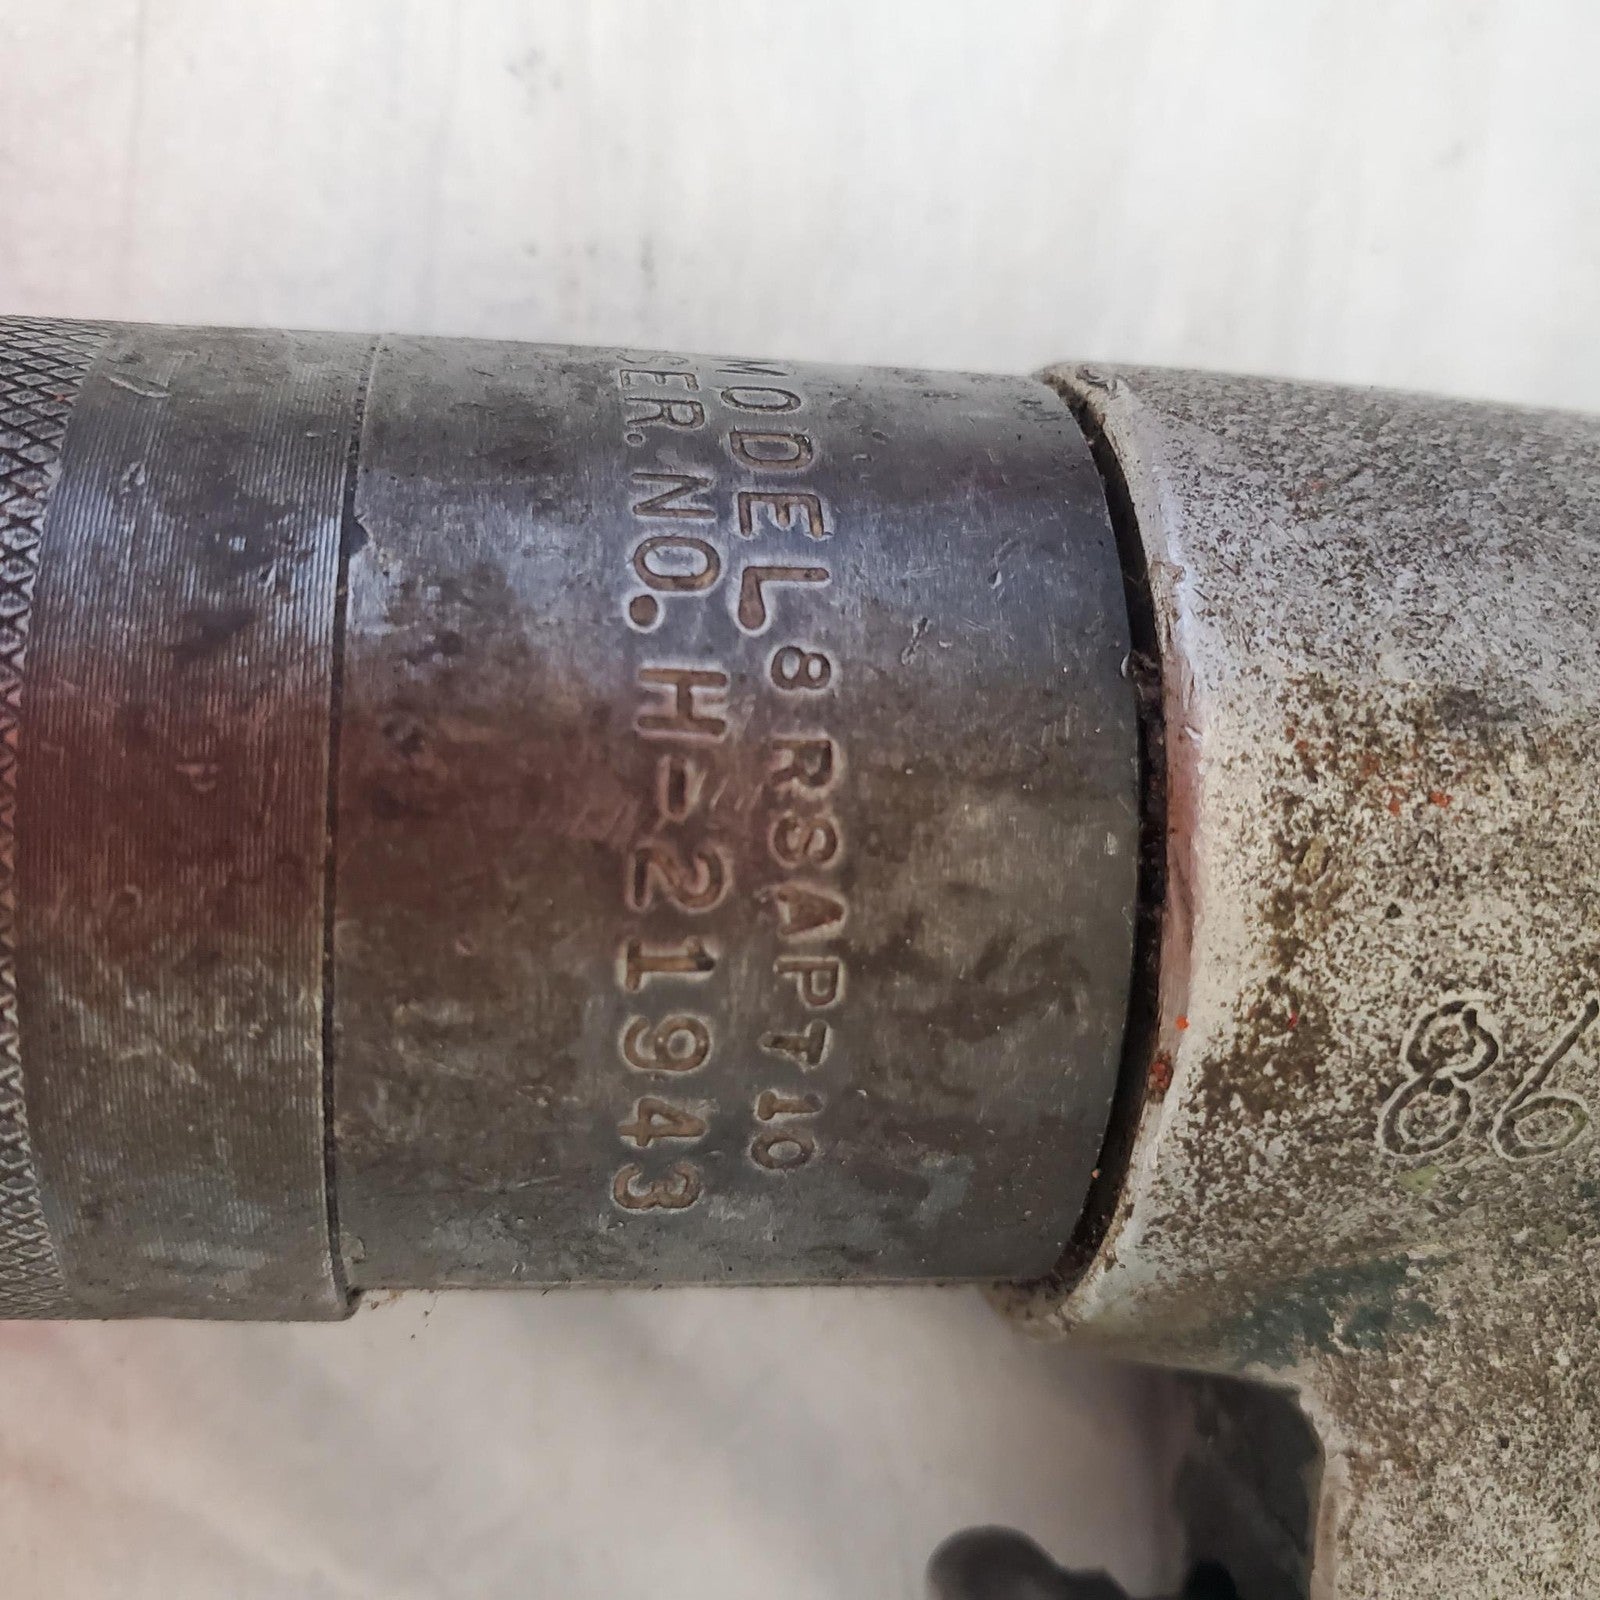 MODEL 8RSAPT10
SER. NO. H-21943
86